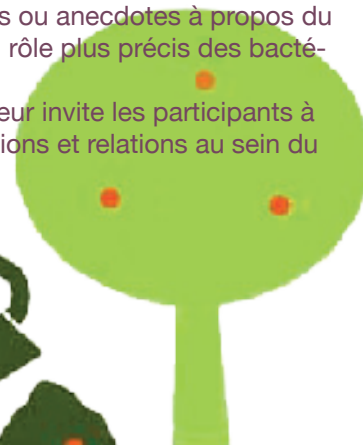 s ou anecdotes à propos du
rôle plus précis des bacté-
eur invite les participants à
ions et relations au sein du